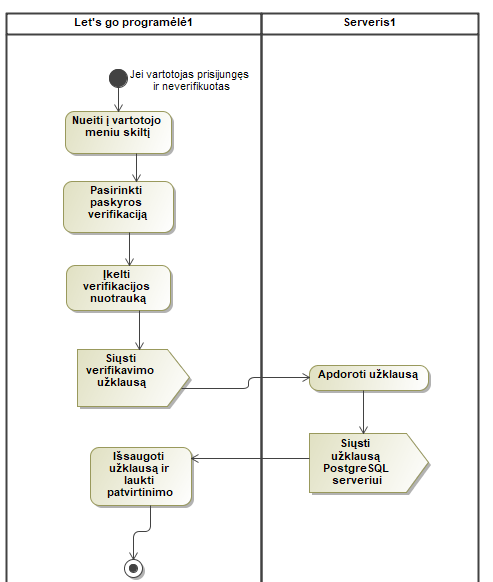 Let's go programėlė1
Serveris1
Jei vartotojas prisijungęs
ir neverifikuotas
Nueiti į vartotojo
meniu skiltį
Pasirinkti
paskyros
verifikaciją
Įkelti
verifikacijos
nuotrauką
Siųsti
verifikavimo
užklausą
Apdoroti užklausą
Siųsti
užklausą
PostgreSQL
serveriui
Išsaugoti
užklausą ir
laukti
patvirtinimo